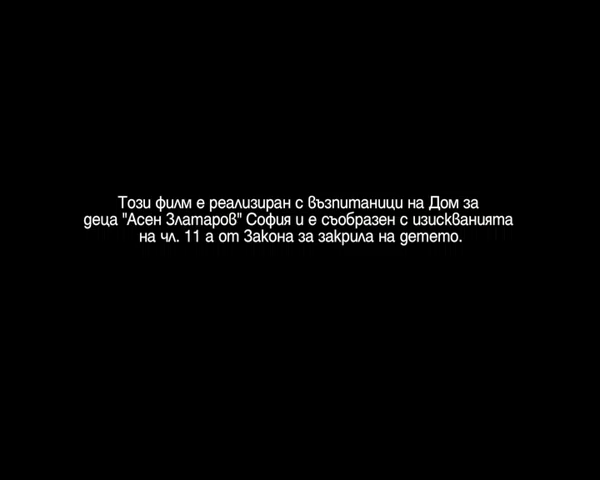 Този филм е реализиран с възпитаници на Дом за
деца "Асен Златаров" София и е съобразен с изискванията
на чл. 11 а от Закона за закрила на детето.